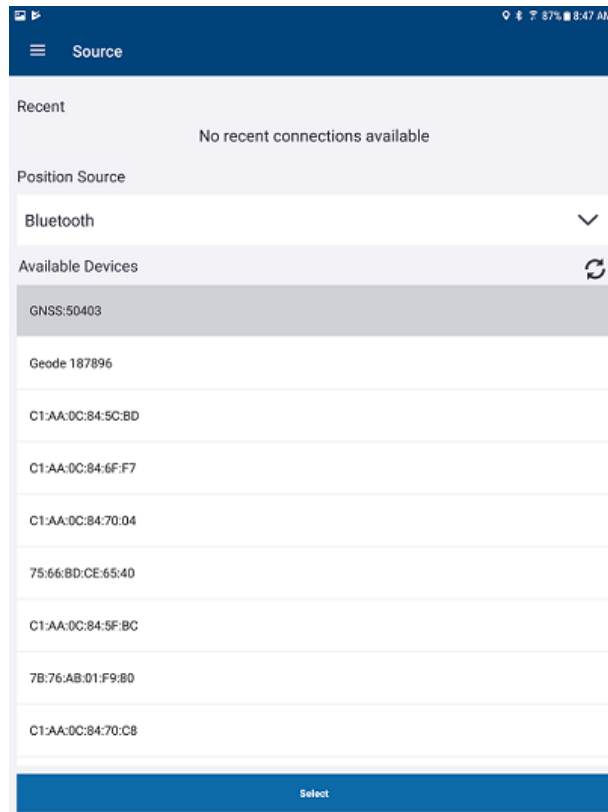 87% 8:47 AM
Source
Recent
No recent connections available
Position Source
Bluetooth
Available Devices
GNSS:50403
Geode 187896
C1:AA:0C:84:5C:BD
C1:AA:0C:84:6F:F7
C1:AA:0C:84:70:04
75:66:BD:CE:65:40
C1:AA:0C:84:5F:BC
7B:76:AB:01:F9:80
C1:AA:0C:84:70:C8
Select